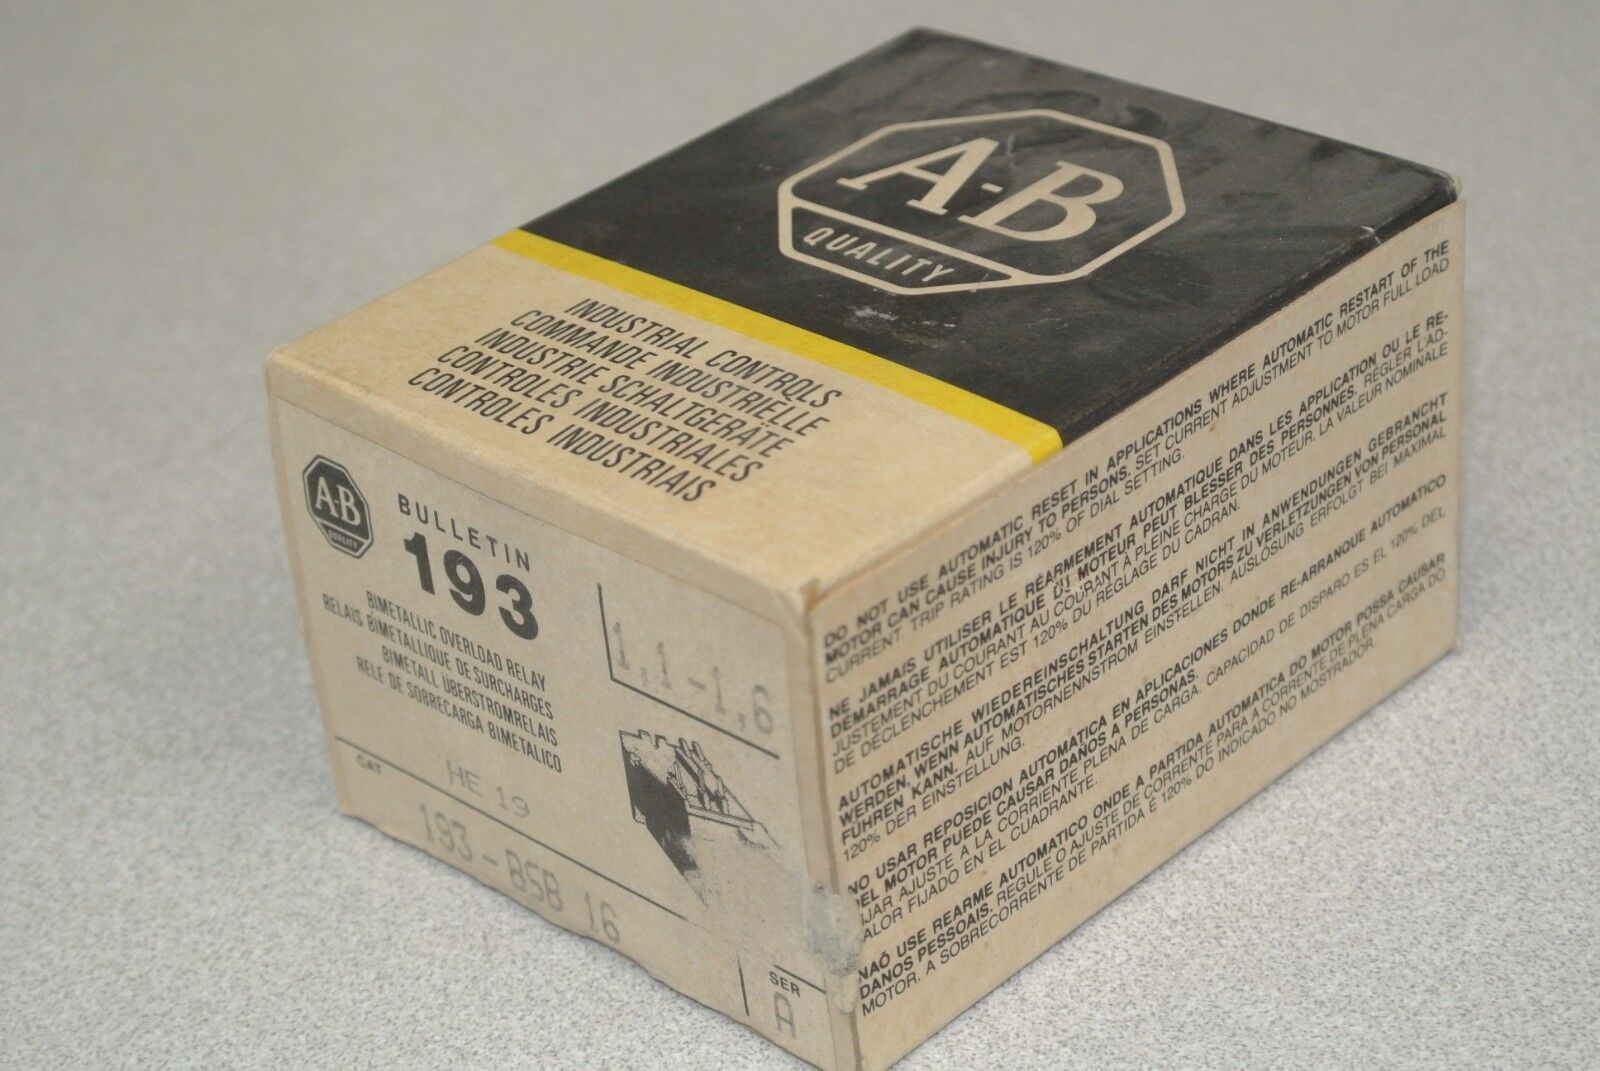 A-B
QUALITY
INDUSTRIAL CONTROLS
COMMANDE INDUSTRIELLE
INDUSTRIE SCHALTGERÄTE
CONTROLES INDUSTRIALES
CONTROLES INDUSTRIAIS
A-B
QUALITY
BULLETIN
193
BIMETALLIC OVERLOAD RELAY
RELAIS BIMETALLIQUE DE SURCHARGES
BIMETALL ÜBERSTROMRELAIS
RELE DE SOBRECARGA BIMETALICO
1,1-1,6
CAT
HE 19
193-BSB 16
SER
A
DO NOT USE AUTOMATIC RESET IN APPLICATIONS WHERE AUTOMATIC RESTART OF THE
MOTOR CAN CAUSE INJURY TO PERSONS. SET CURRENT ADJUSTMENT TO MOTOR FULL LOAD
CURRENT. TRIP RATING IS 120% OF DIAL SETTING.
NE JAMAIS UTILISER LE RÉARMEMENT AUTOMATIQUE DANS LES APPLICATION OU LE RE-
DÉMARRAGE AUTOMATIQUE DU MOTEUR PEUT BLESSER DES PERSONNES. RÉGLER L'AD-
JUSTEMENT DU COURANT AU COURANT À PLEINE CHARGE DU MOTEUR. LA VALEUR NOMINALE
DE DÉCLENCHEMENT EST 120% DU RÉGLAGE DU CADRAN.
AUTOMATISCHE WIEDEREINSCHALTUNG DARF NICHT IN ANWENDUNGEN GEBRANCHT
WERDEN, WENN AUTOMATISCHES STARTEN DES MOTORS ZU VERLETZUNGEN VON PERSONAL
FÜHREN KANN. AUF MOTORNENNSTROM EINSTELLEN. AUSLÖSUNG ERFOLGT BEI MAXIMAL
120% DER EINSTELLUNG.
NO USAR REPOSICION AUTOMATICA EN APLICACIONES DONDE RE-ARRANQUE AUTOMATICO
DEL MOTOR PUEDE CAUSAR DAÑOS A PERSONAS. CAPACIDAD DE DISPARO ES EL 120% DEL
IJAR AJUSTE A LA CORRIENTE PLENA DE CARGA.
ALOR FIJADO EN EL CUADRANTE.
NAÕ USE REARME AUTOMATICO ONDE A PARTIDA AUTOMATICA DO MOTOR POSSA CAUSAR
DANOS PESSOAIS. REGULE O AJUSTE DE CORRENTE PARA A CORRENTE DE PLENA CARGA DO
MOTOR. A SOBRECORRENTE DE PARTIDA É 120% DO INDICADO NO MOSTRADOR.